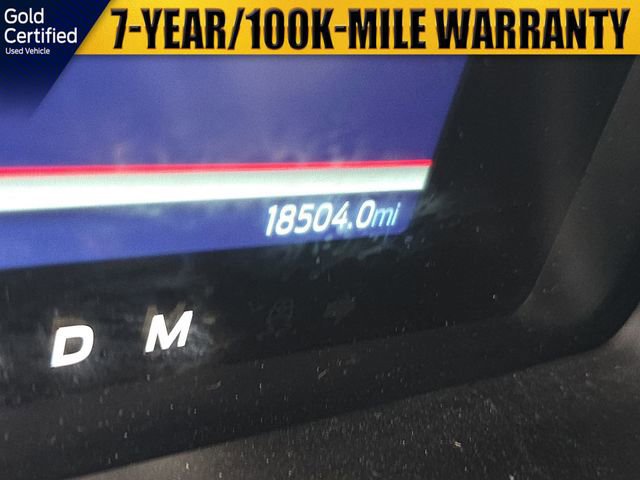 Gold
Certified
Used Vehicle
7-YEAR/100K-MILE WARRANTY
18504.0mi
D M